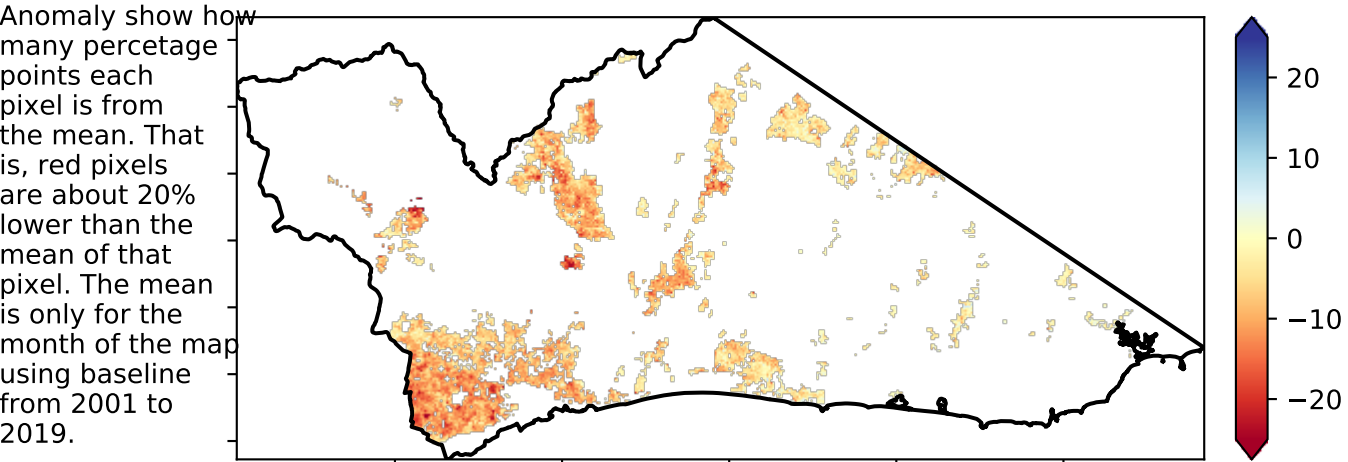 Anomaly show how
many percetage
points each
pixel is from
the mean. That
is, red pixels
are about 20%
lower than the
mean of that
pixel. The mean
is only for the
month of the map
using baseline
from 2001 to
2019.
20
10
0
−10
−20